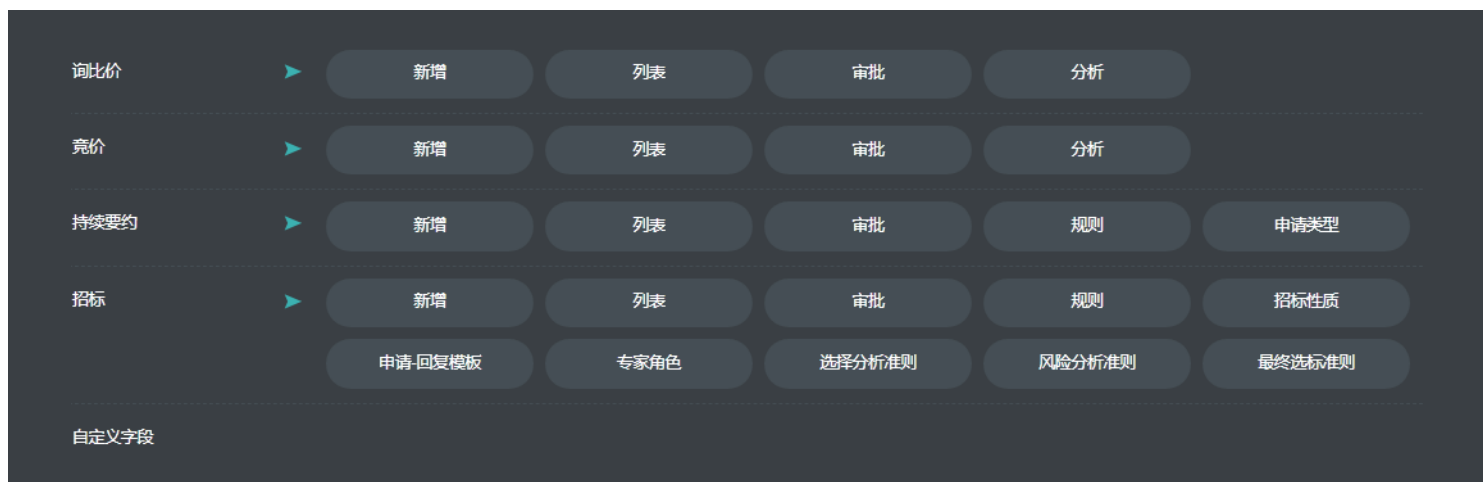 询比价 新增 列表 审批 分析
竞价 新增 列表 审批 分析
持续要约 新增 列表 审批 规则 申请类型
招标 新增 列表 审批 规则 招标性质
申请-回复模板 专家角色 选择分析准则 风险分析准则 最终选标准则
自定义字段